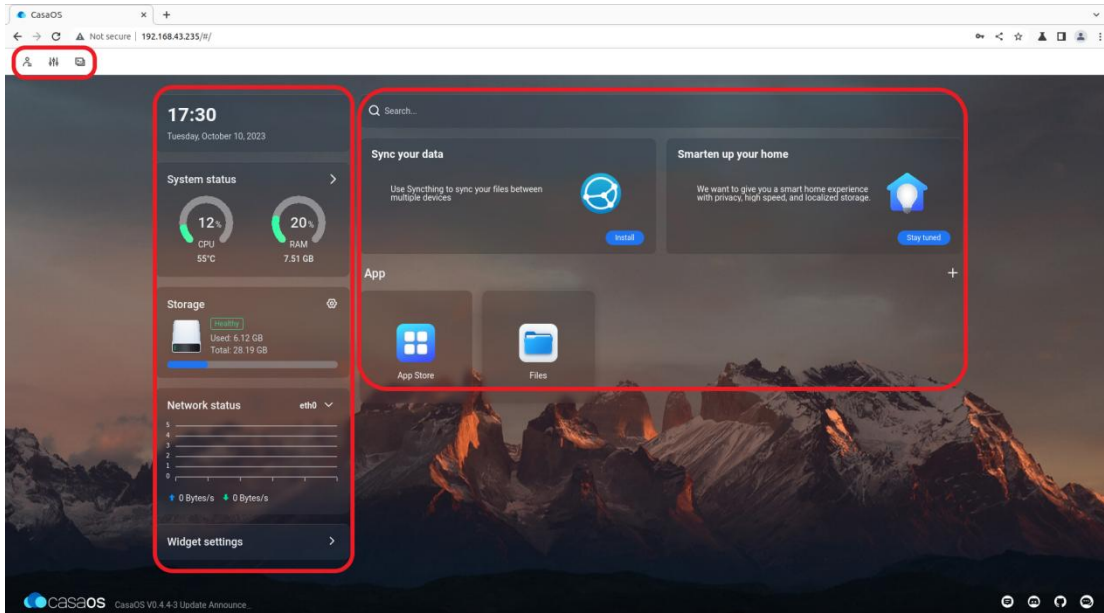 CasaOS
Not secure
192.168.43.235/#/
17:30
Tuesday, October 10, 2023
System status
12%
CPU
55°C
20%
RAM
7.51 GB
Storage
Healthy
Used: 6.12 GB
Total: 28.19 GB
Network status
eth0
5
4
3
2
1
0
0 Bytes/s
0 Bytes/s
Widget settings
Search...
Sync your data
Use Syncthing to sync your files between
multiple devices
Install
Smarten up your home
We want to give you a smart home experience
with privacy, high speed, and localized storage.
Stay tuned
App
App Store
Files
casaos
CasaOS V0.4.4-3 Update Announce_